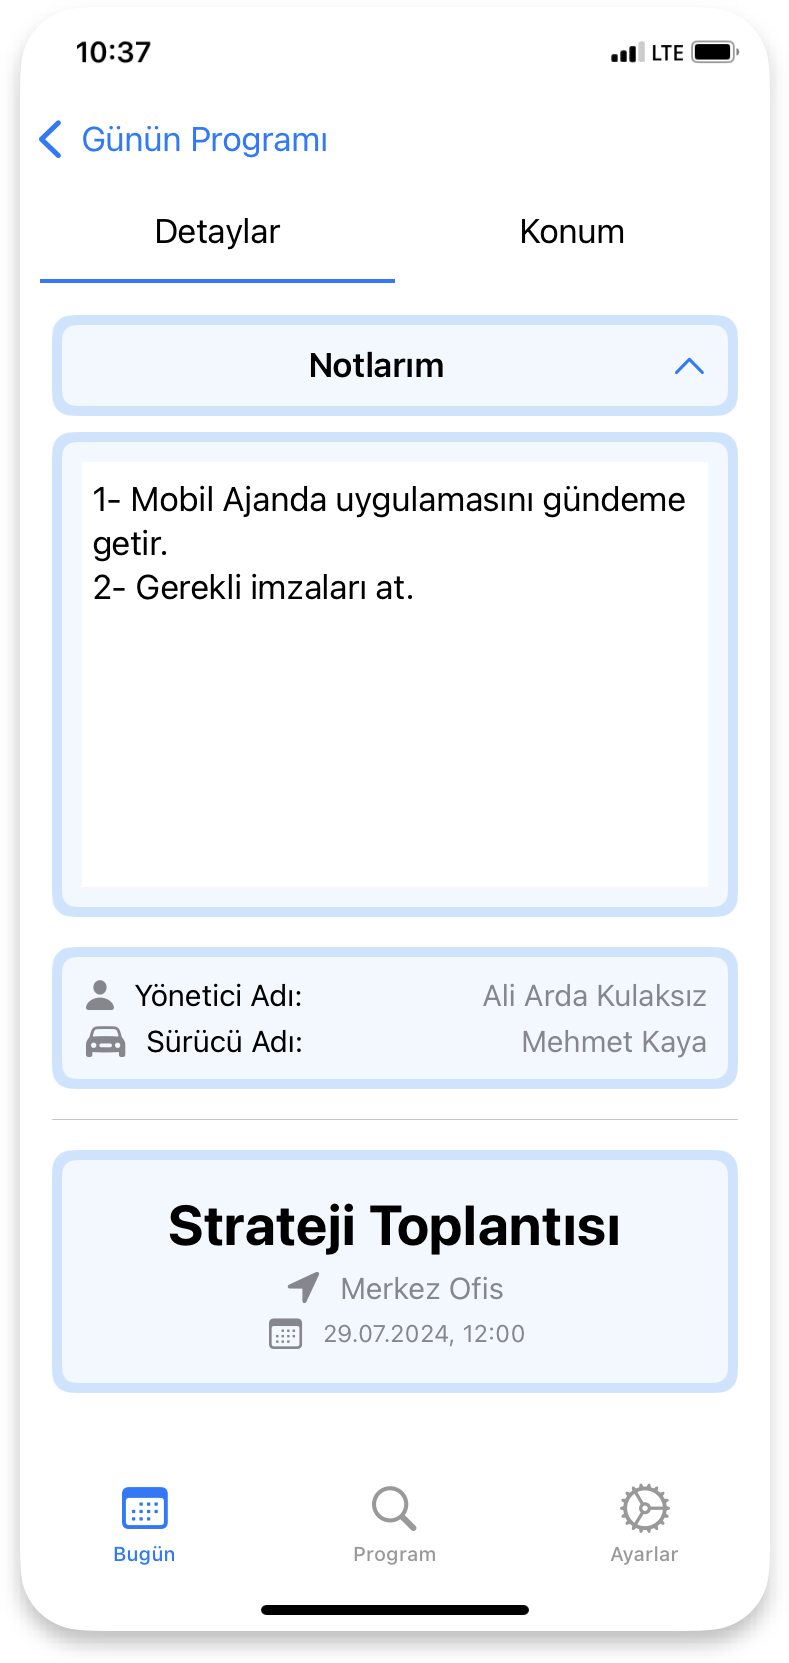 10:37
LTE
Günün Programı
Detaylar
Konum
Notlarım
1- Mobil Ajanda uygulamasını gündeme
getir.
2- Gerekli imzaları at.
Yönetici Adı: Ali Arda Kulaksız
Sürücü Adı: Mehmet Kaya
Strateji Toplantısı
Merkez Ofis
29.07.2024, 12:00
Bugün
Program
Ayarlar